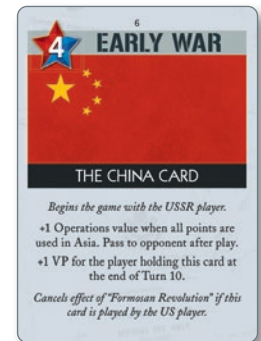 6
EARLY WAR
4
THE CHINA CARD
Begins the game with the USSR player.
+1 Operations value when all points are
used in Asia. Pass to opponent after play.
+1 VP for the player holding this card at
the end of Turn 10.
Cancels effect of "Formosan Revolution" if this
card is played by the US player.